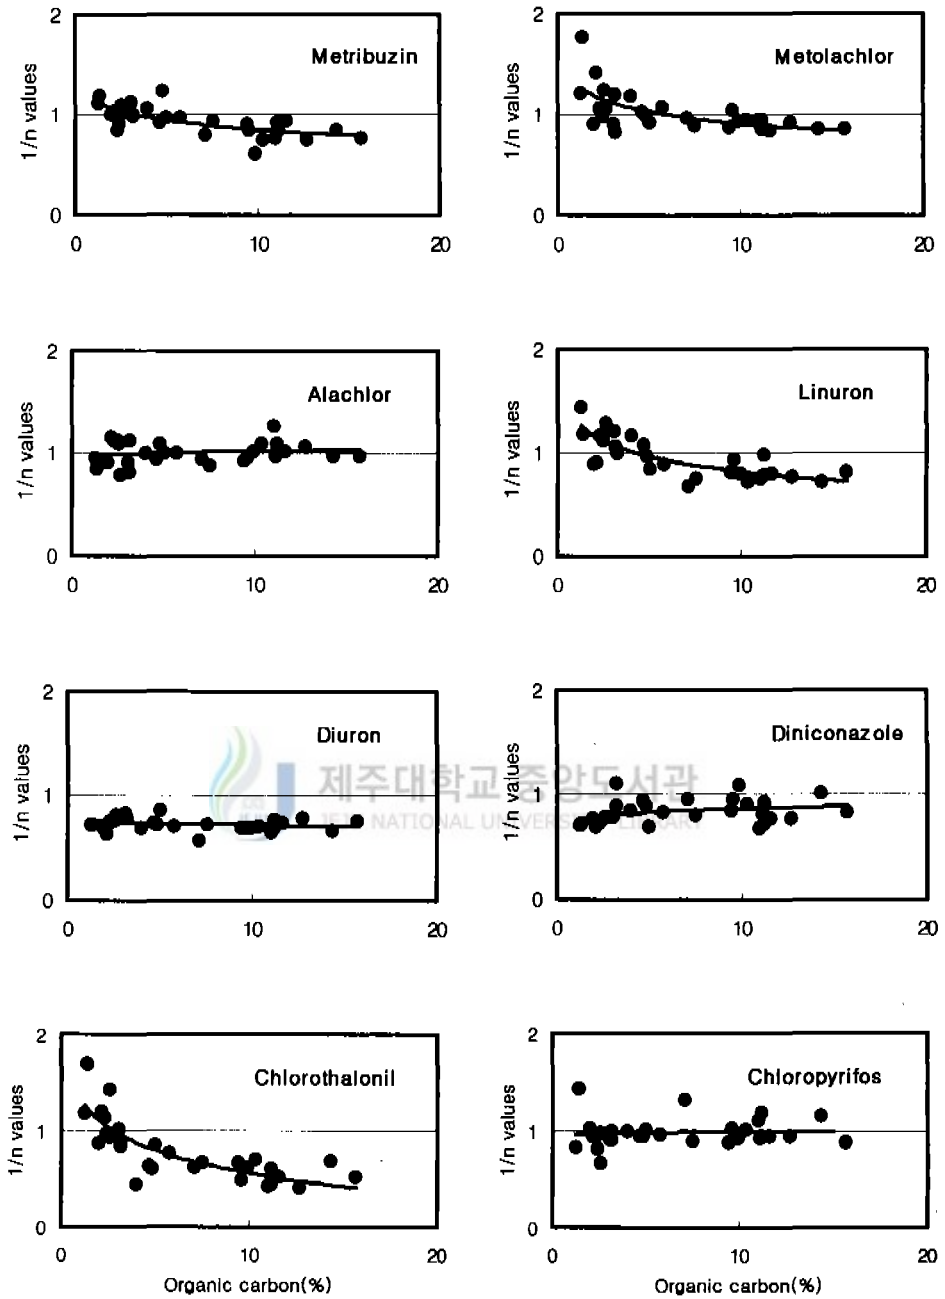 2
Metribuzin
1/n values
1
0
0 10 20
2
Metolachlor
1/n values
1
0
0 10 20
2
Alachlor
1/n values
1
0
0 10 20
2
Linuron
1/n values
1
0
0 10 20
2
Diuron
1/n values
1
0
0 10 20
2
Diniconazole
1/n values
1
0
0 10 20
제주대학교 중앙도서관
JEJU NATIONAL UNIVERSITY LIBRARY
2
Chlorothalonil
1/n values
1
0
0 10 20
Organic carbon(%)
2
Chloropyrifos
1/n values
1
0
0 10 20
Organic carbon(%)